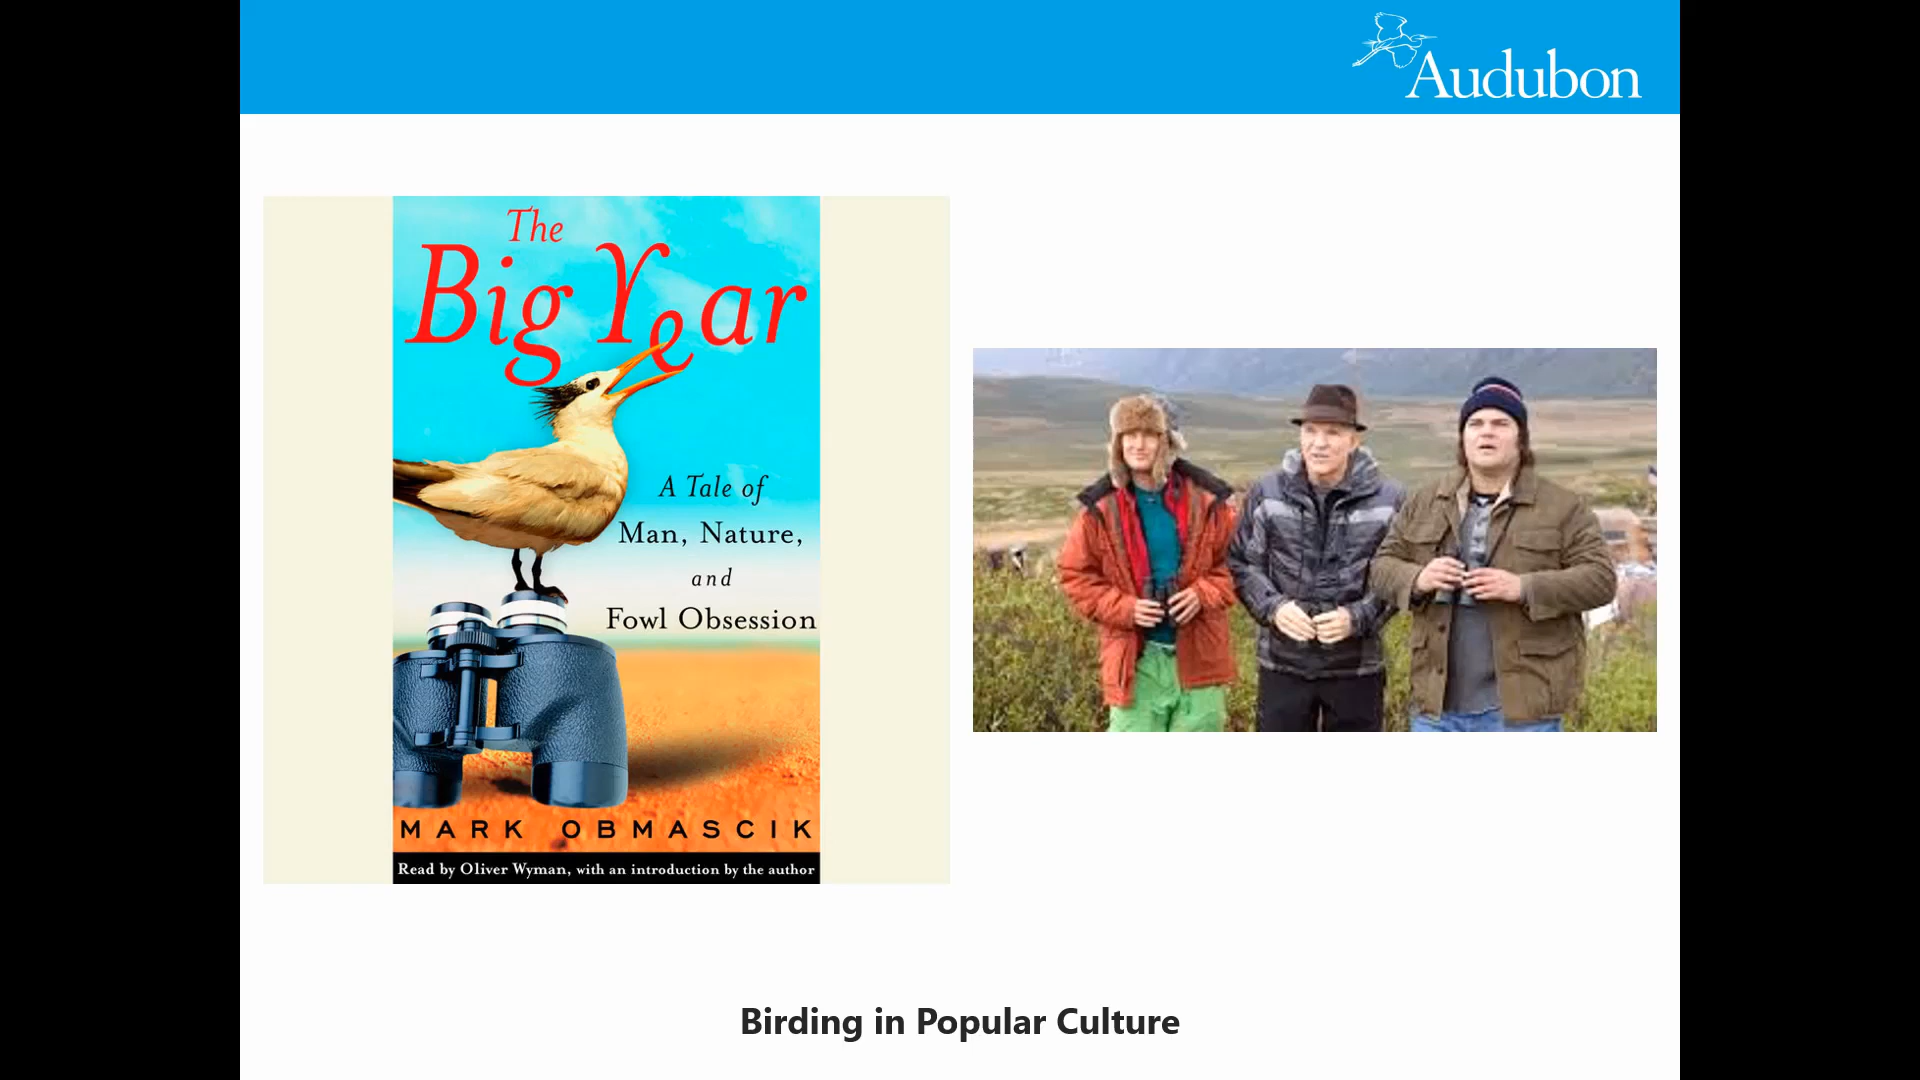 Audubon
The
Big Year
A Tale of
Man, Nature,
and
Fowl Obsession
MARK OBMASCIK
Read by Oliver Wyman, with an introduction by the author
Birding in Popular Culture